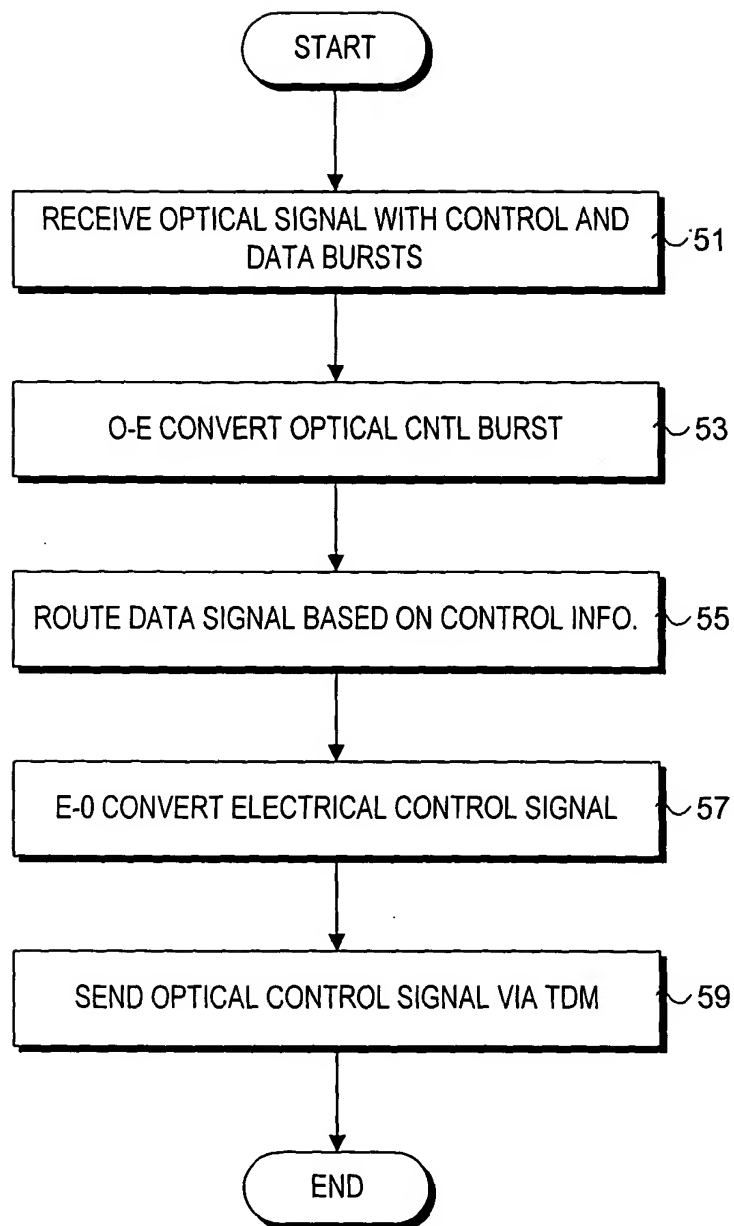 START
RECEIVE OPTICAL SIGNAL WITH CONTROL AND
DATA BURSTS
51
O-E CONVERT OPTICAL CNTL BURST
53
ROUTE DATA SIGNAL BASED ON CONTROL INFO.
55
E-0 CONVERT ELECTRICAL CONTROL SIGNAL
57
SEND OPTICAL CONTROL SIGNAL VIA TDM
59
END